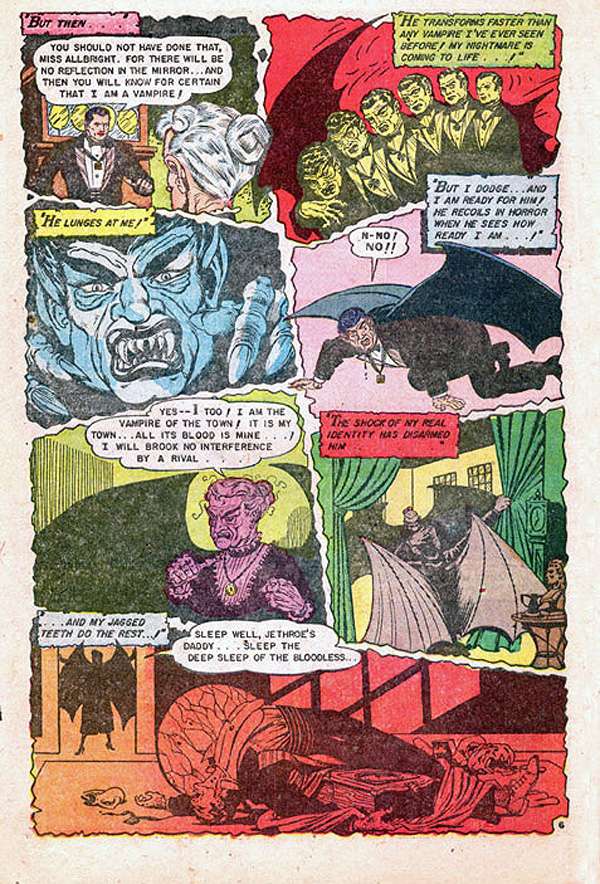 "BUT THEN . . . ."
YOU SHOULD NOT HAVE DONE THAT,
MISS ALLBRIGHT. FOR THERE WILL BE
NO REFLECTION IN THE MIRROR...AND
THEN YOU WILL KNOW FOR CERTAIN
THAT I AM A VAMPIRE!
"HE TRANSFORMS FASTER THAN
ANY VAMPIRE I'VE EVER SEEN
BEFORE! MY NIGHTMARE IS
COMING TO LIFE . . . !"
"HE LUNGES AT ME!"
"BUT I DODGE...AND
I AM READY FOR HIM!
HE RECOILS IN HORROR
WHEN HE SEES HOW
READY I AM . . . !"
N-NO!
NO!!
YES--I TOO! I AM THE
VAMPIRE OF THE TOWN! IT IS MY
TOWN...ALL ITS BLOOD IS MINE . . . !
I WILL BROOK NO INTERFERENCE
BY A RIVAL . . . .
"THE SHOCK OF MY REAL
IDENTITY HAS DISARMED
HIM . . . . . . . . "
". . .AND MY JAGGED
TEETH DO THE REST...!"
SLEEP WELL, JETHROE'S
DADDY . . . SLEEP THE
DEEP SLEEP OF THE BLOODLESS...
6